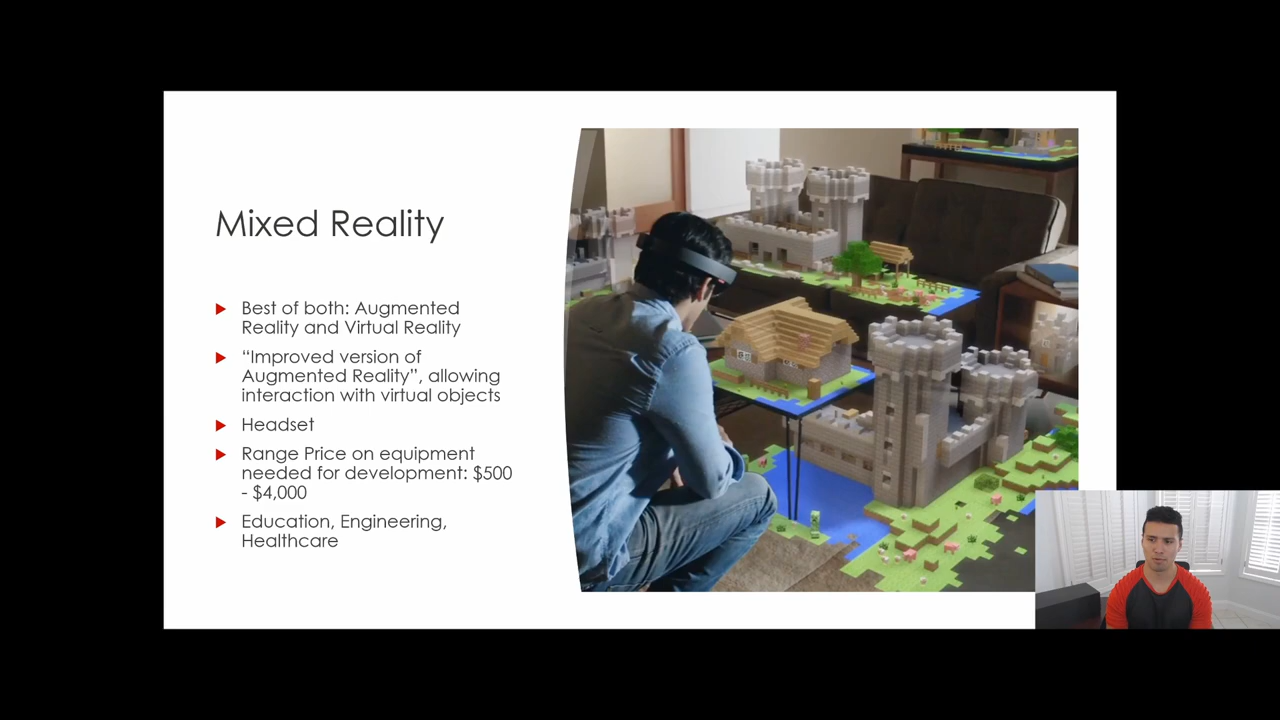 Mixed Reality
Best of both: Augmented
Reality and Virtual Reality
“Improved version of
Augmented Reality”, allowing
interaction with virtual objects
Headset
Range Price on equipment
needed for development: $500
- $4,000
Education, Engineering,
Healthcare